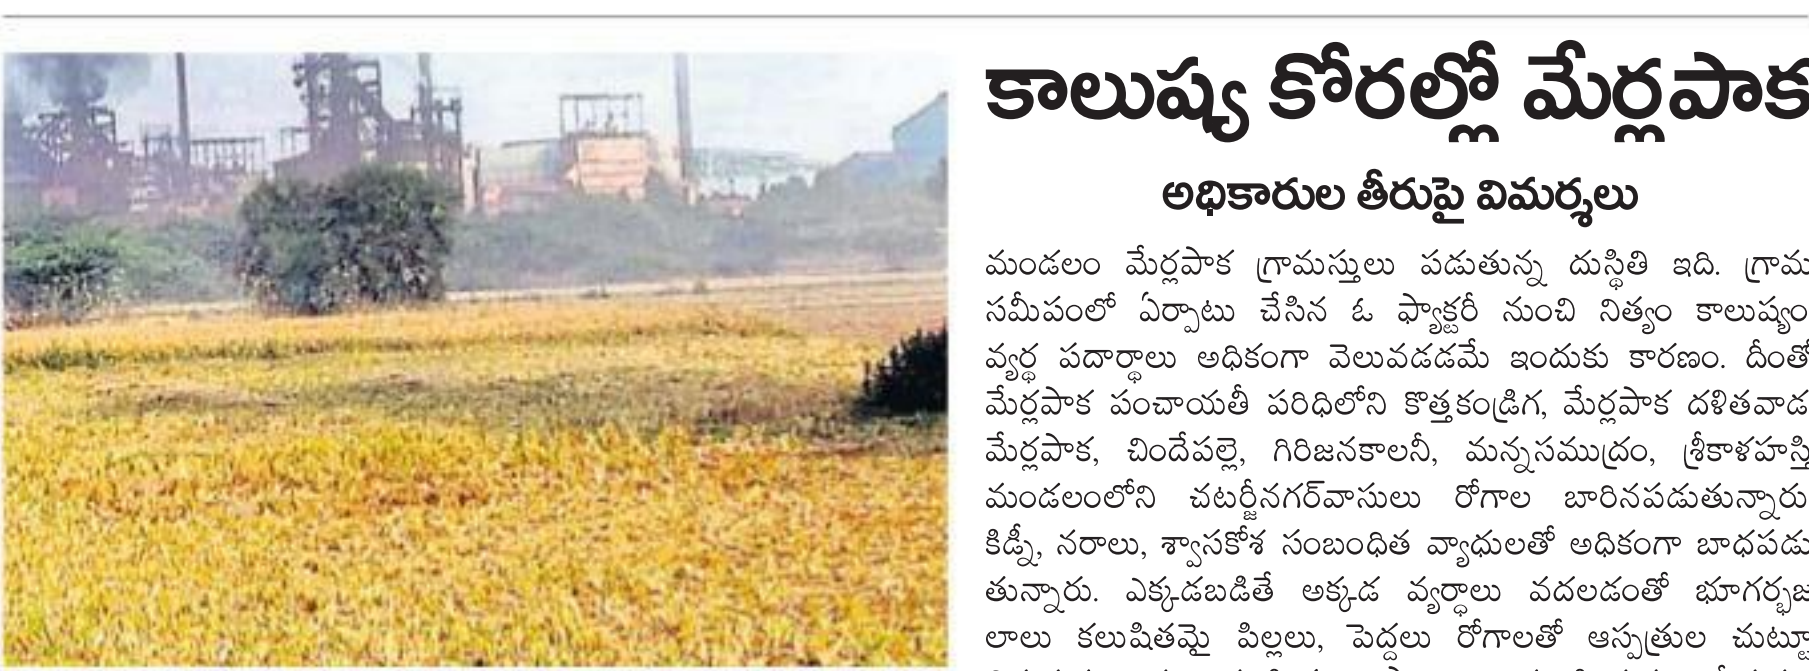 కాలుష్య కోరల్లో మేర్లపాక
అధికారుల తీరుపై విమర్శలు
మండలం మేర్లపాక గ్రామస్తులు పడుతున్న దుస్థితి ఇది. గ్రామ
సమీపంలో ఏర్పాటు చేసిన ఓ ఫ్యాక్టరీ నుంచి నిత్యం కాలుష్యం
వ్యర్థ పదార్థాలు అధికంగా వెలువడడమే ఇందుకు కారణం. దీంతో
మేర్లపాక పంచాయతీ పరిధిలోని కొత్తకండ్రిగ, మేర్లపాక దళితవాడ
మేర్లపాక, చిందేపల్లె, గిరిజనకాలనీ, మన్నసముద్రం, శ్రీకాళహస్తి
మండలంలోని చటర్జీనగర్‌వాసులు రోగాల బారినపడుతున్నారు
కిడ్నీ, నరాలు, శ్వాసకోశ సంబంధిత వ్యాధులతో అధికంగా బాధపడు
తున్నారు. ఎక్కడబడితే అక్కడ వ్యర్థాలు వదలడంతో భూగర్భజ
లాలు కలుషితమై పిల్లలు, పెద్దలు రోగాలతో ఆస్పత్రుల చుట్టూ